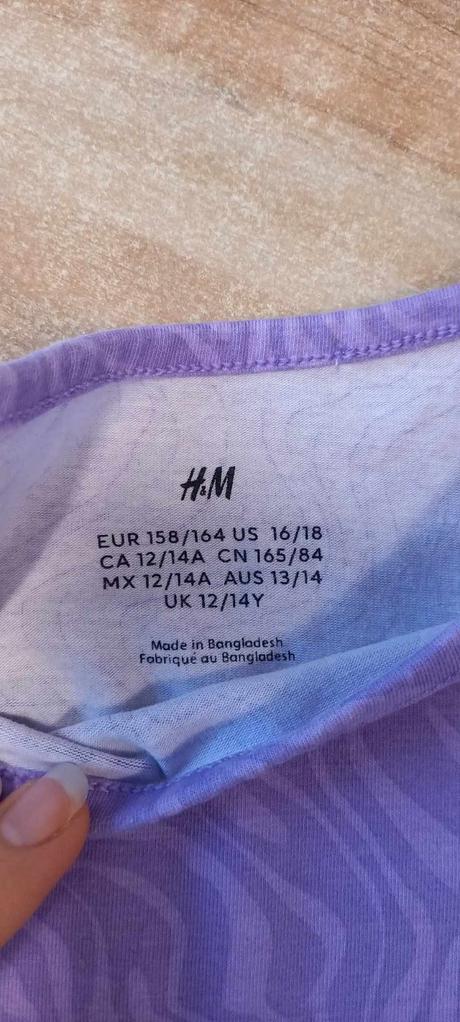 H&M
EUR 158/164 US 16/18
CA 12/14A CN 165/84
MX 12/14A AUS 13/14
UK 12/14Y
Made in Bangladesh
Fabriqué au Bangladesh